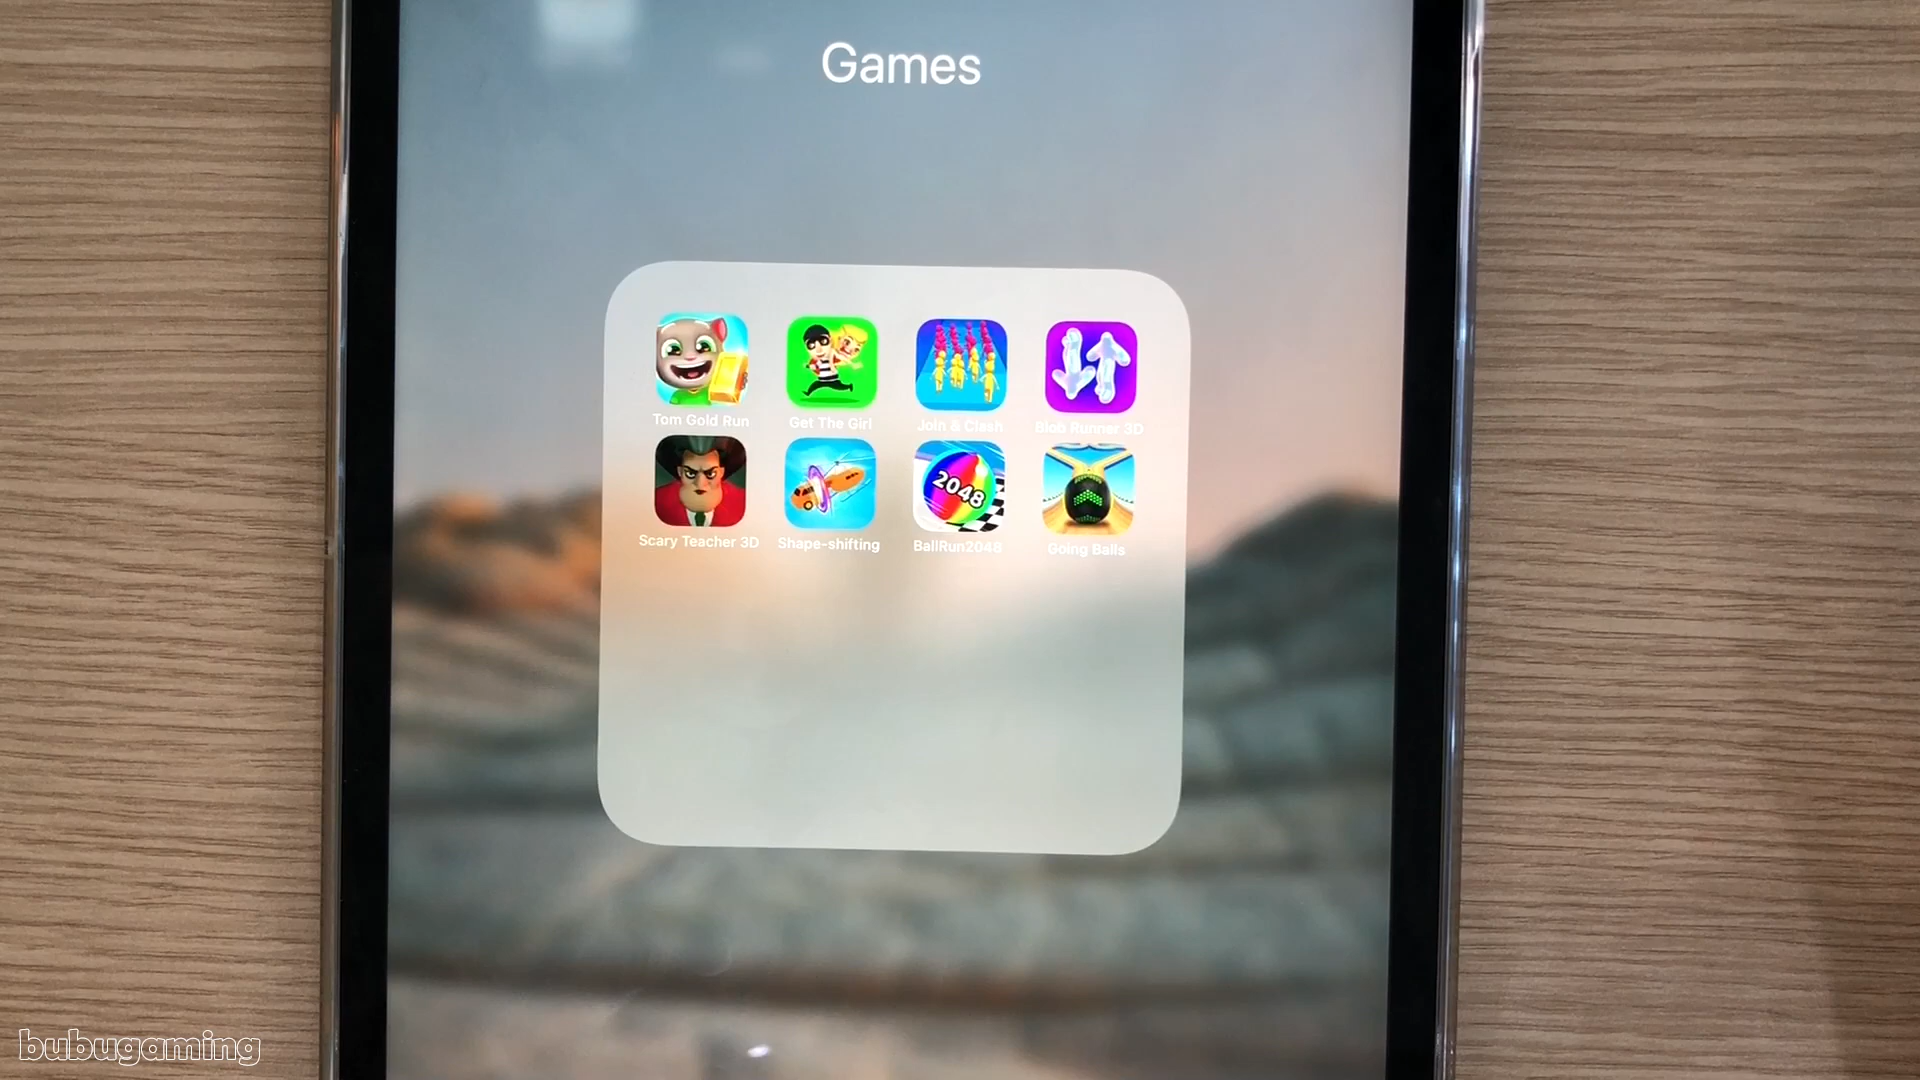 Games
Tom Gold Run
Get The Girl
Join & Clash
Blob Runner 3D
2048
Scary Teacher 3D
Shape-shifting
BallRun2048
Going Balls
bubugaming